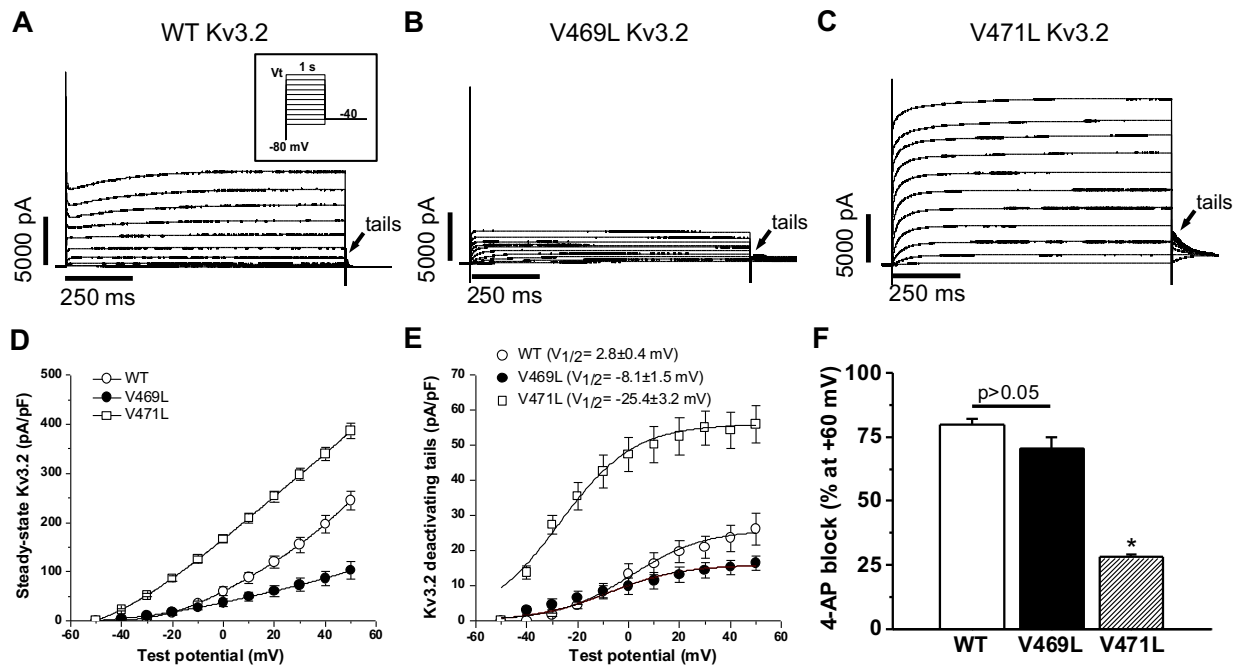 A
WT Kv3.2
Vt
1 s
-40
-80 mV
5000 pA
250 ms
tails
B
V469L Kv3.2
5000 pA
250 ms
tails
C
V471L Kv3.2
5000 pA
250 ms
tails
D
Steady-state Kv3.2 (pA/pF)
500
400
300
200
100
0
WT
V469L
V471L
-60 -40 -20 0 20 40 60
Test potential (mV)
E
Kv3.2 deactivating tails (pA/pF)
WT (V1/2= 2.8±0.4 mV)
V469L (V1/2= -8.1±1.5 mV)
V471L (V1/2= -25.4±3.2 mV)
70
60
50
40
30
20
10
0
-60 -40 -20 0 20 40 60
Test potential (mV)
F
4-AP block (% at +60 mV)
100
75
50
25
0
p>0.05
*
WT V469L V471L